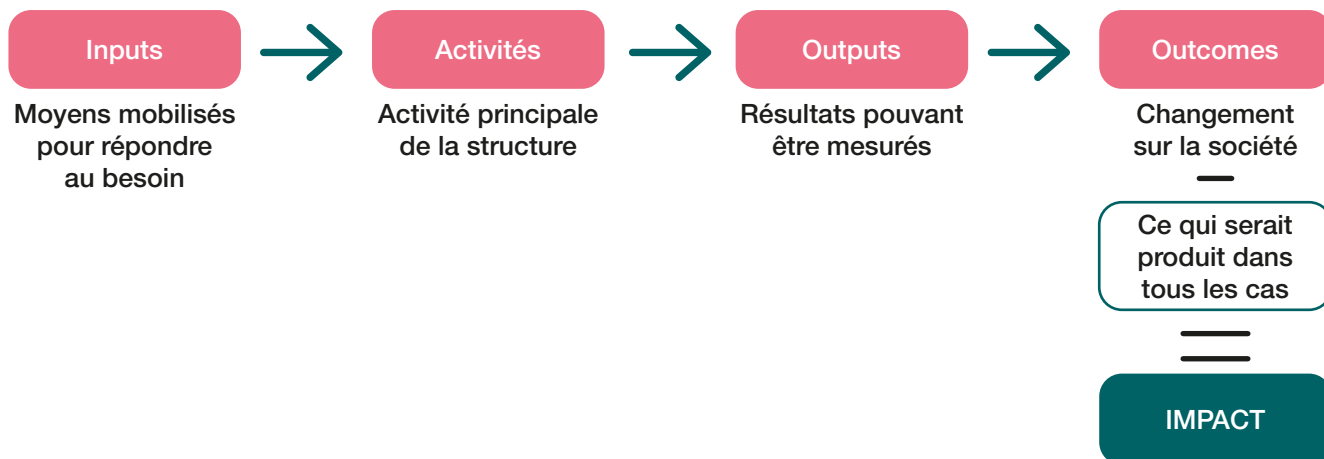 Inputs
Activités
Outputs
Outcomes
Moyens mobilisés
pour répondre
au besoin
Activité principale
de la structure
Résultats pouvant
être mesurés
Changement
sur la société
Ce qui serait
produit dans
tous les cas
IMPACT